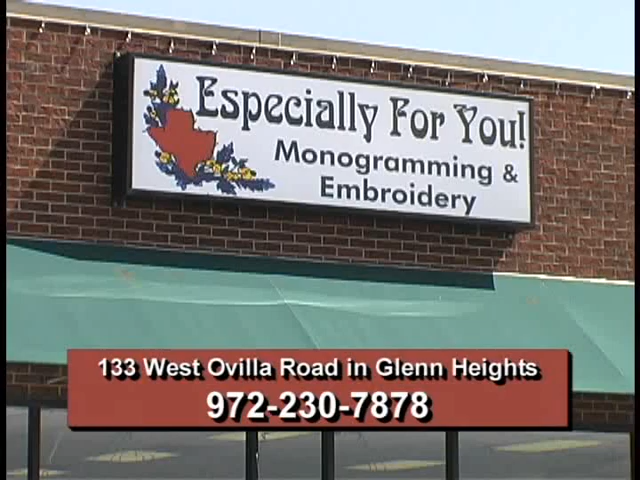 Especially For You!
Monogramming &
Embroidery
133 West Ovilla Road in Glenn Heights
972-230-7878